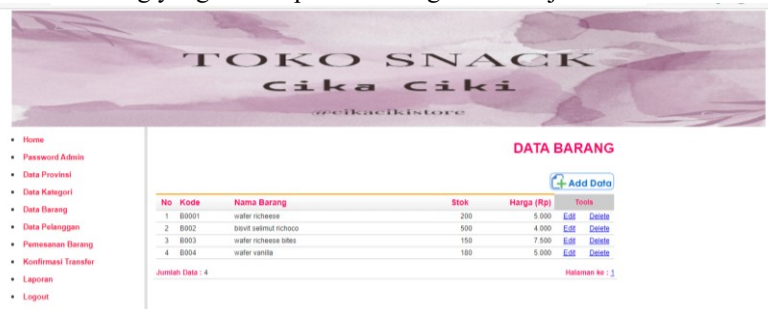 TOKO SNACK
Cika Ciki
@cikacikistore
Home
Password Admin
Data Provinsi
Data Kategori
Data Barang
Data Pelanggan
Pemesanan Barang
Konfirmasi Transfer
Laporan
Logout
DATA BARANG
Add Data
No Kode Nama Barang Stok Harga (Rp) Tools
1 B0001 wafer richeese 200 5.000 Edit Delete
2 B002 bisvit selimut richoco 500 4.000 Edit Delete
3 B003 wafer richeese bites 150 7.500 Edit Delete
4 B004 wafer vanilla 180 5.000 Edit Delete
Jumlah Data : 4 Halaman ke : 1